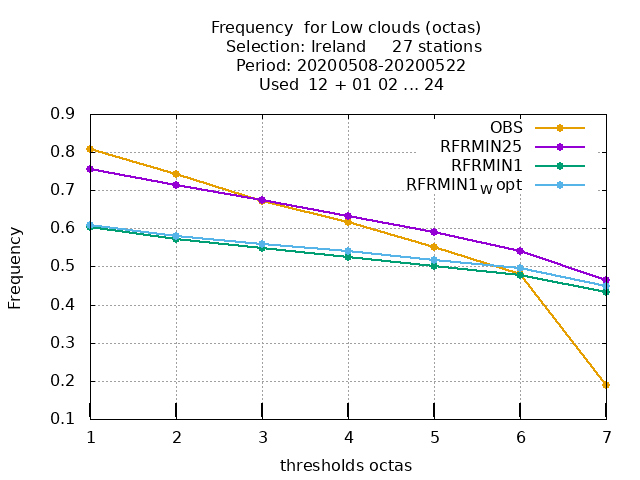 Frequency  for Low clouds (octas)
Selection: Ireland     27 stations
Period: 20200508-20200522
Used  12 + 01 02 ... 24
OBS
RFRMIN25
RFRMIN1
RFRMIN1_W opt
0.9
0.8
0.7
0.6
0.5
0.4
0.3
0.2
0.1
Frequency
1 2 3 4 5 6 7
thresholds octas